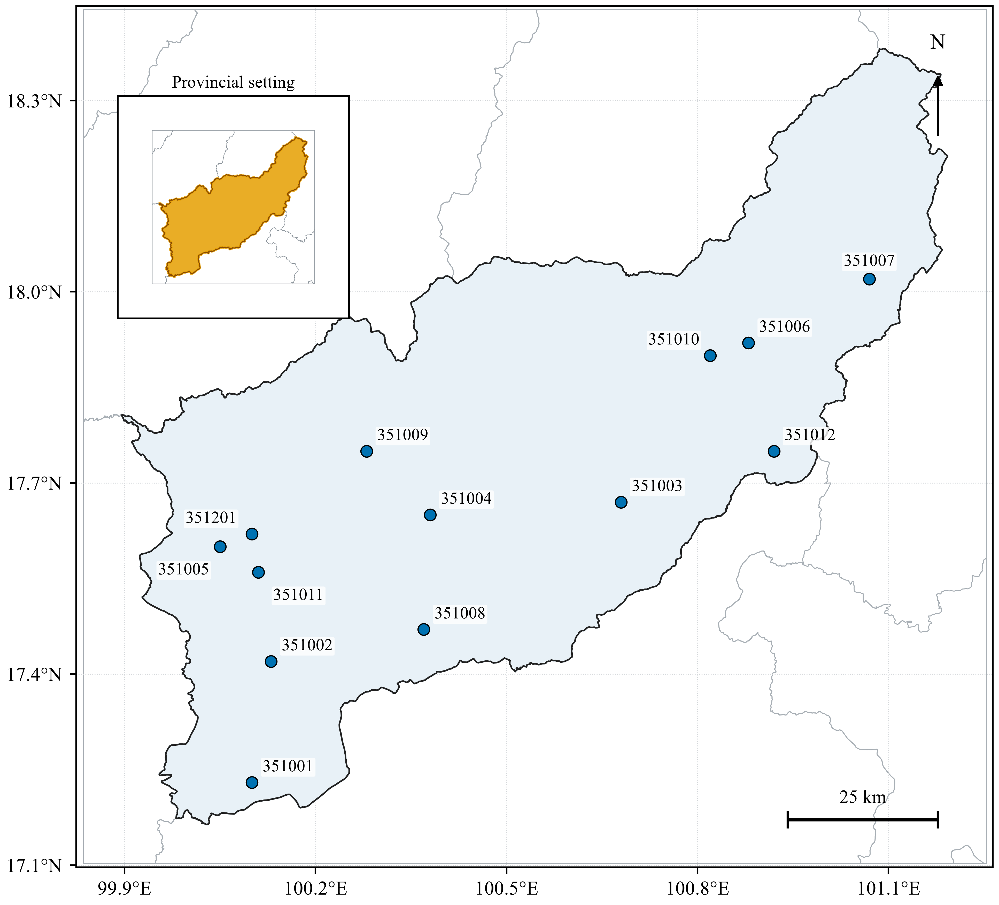 N
Provincial setting
18.3°N
351007
18.0°N
351006
351010
351009
351012
17.7°N
351003
351004
351201
351005
351011
351008
351002
17.4°N
351001
25 km
17.1°N
99.9°E
100.2°E
100.5°E
100.8°E
101.1°E